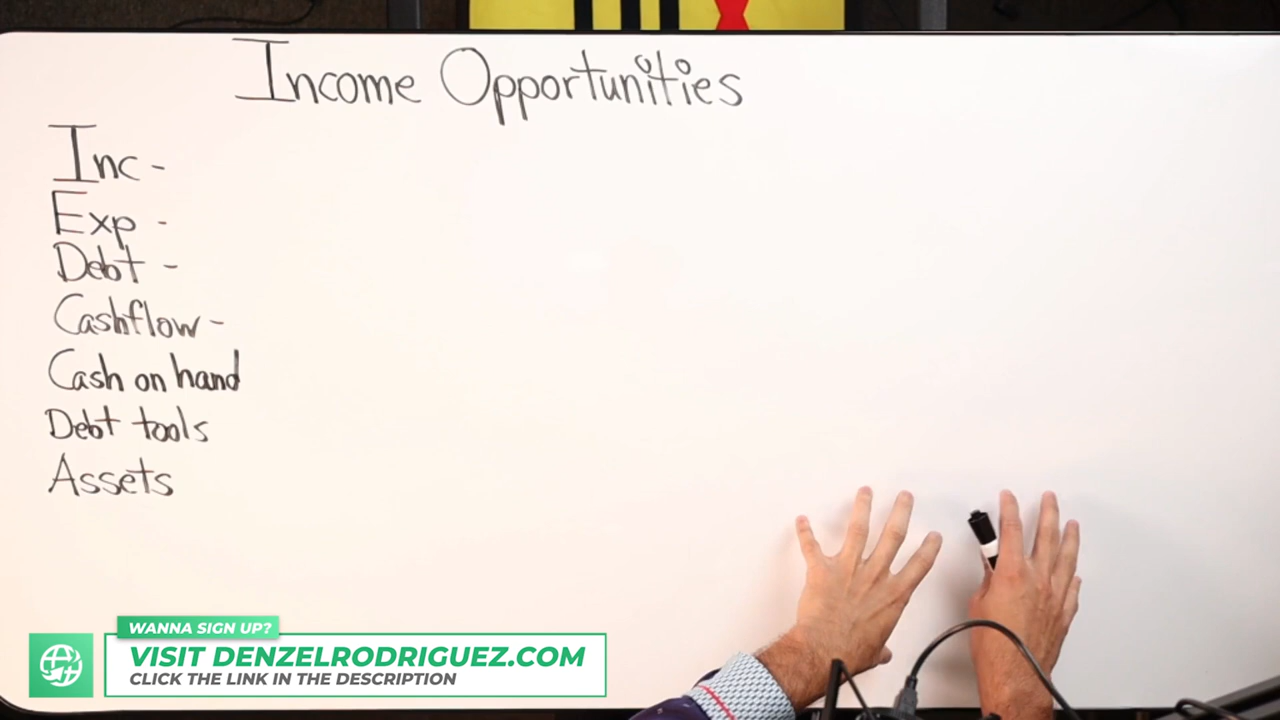 Income Opportunities
Inc -
Exp -
Debt -
Cashflow -
Cash on hand
Debt tools
Assets
WANNA SIGN UP?
VISIT DENZELRODRIGUEZ.COM
CLICK THE LINK IN THE DESCRIPTION